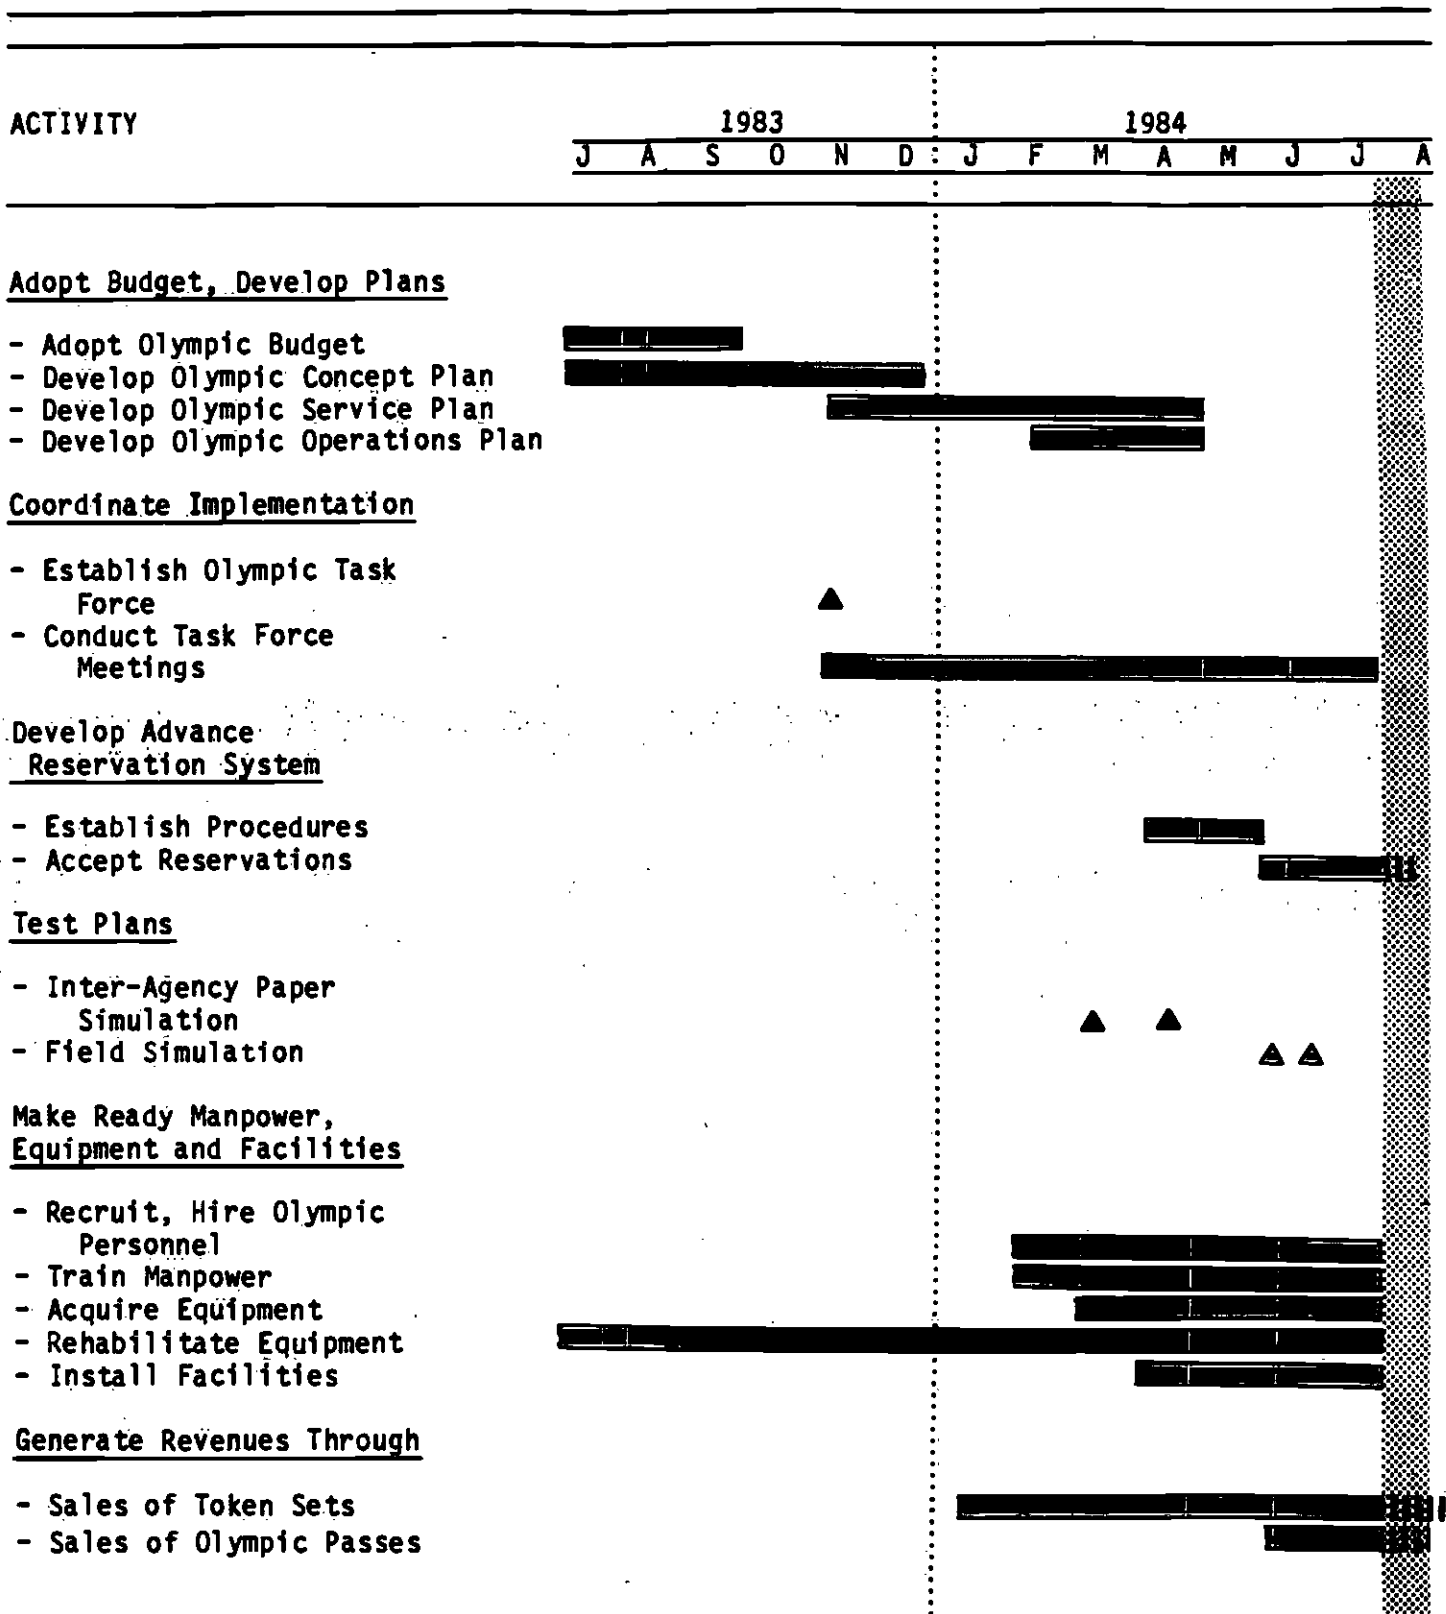 ACTIVITY 1983 1984
J A S O N D J F M A M J J A
Adopt Budget, Develop Plans
- Adopt Olympic Budget
- Develop Olympic Concept Plan
- Develop Olympic Service Plan
- Develop Olympic Operations Plan
Coordinate Implementation
- Establish Olympic Task
Force
- Conduct Task Force
Meetings
Develop Advance
Reservation System
- Establish Procedures
- Accept Reservations
Test Plans
- Inter-Agency Paper
Simulation
- Field Simulation
Make Ready Manpower,
Equipment and Facilities
- Recruit, Hire Olympic
Personnel
- Train Manpower
- Acquire Equipment
- Rehabilitate Equipment
- Install Facilities
Generate Revenues Through
- Sales of Token Sets
- Sales of Olympic Passes